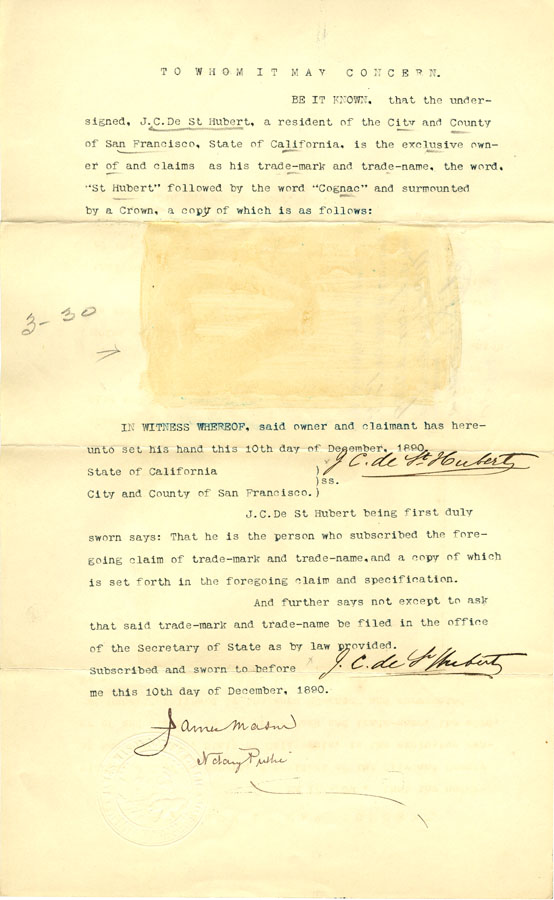 TO WHOM IT MAY CONCERN.
BE IT KNOWN, that the under-
signed, J.C.De St Hubert, a resident of the City and County
of San Francisco, State of California, is the exclusive own-
er of and claims as his trade-mark and trade-name, the word,
"St Hubert" followed by the word "Cognac" and surmounted
by a Crown, a copy of which is as follows:
3-30
IN WITNESS WHEREOF, said owner and claimant has here-
unto set his hand this 10th day of December, 1890.
J. C. de St Hubert
State of California )
)ss.
City and County of San Francisco.)
J.C.De St Hubert being first duly
sworn says: That he is the person who subscribed the fore-
going claim of trade-mark and trade-name,and a copy of which
is set forth in the foregoing claim and specification.
And further says not except to ask
that said trade-mark and trade-name be filed in the office
of the Secretary of State as by law provided.
Subscribed and sworn to before x J. C. de St Hubert
me this 10th day of December, 1890.
James Mason
Notary Public